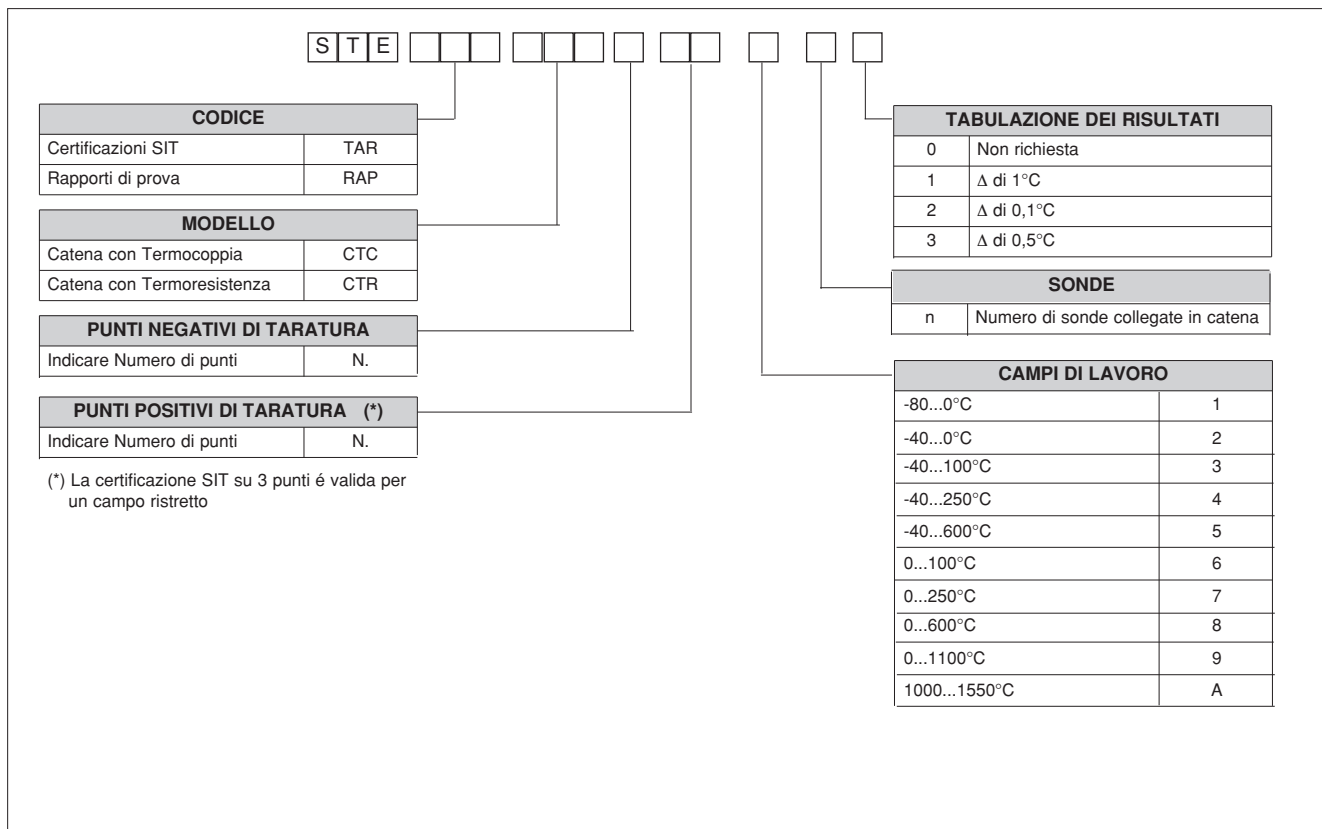 S T E
CODICE
Certificazioni SIT TAR
Rapporti di prova RAP
MODELLO
Catena con Termocoppia CTC
Catena con Termoresistenza CTR
PUNTI NEGATIVI DI TARATURA
Indicare Numero di punti N.
PUNTI POSITIVI DI TARATURA (*)
Indicare Numero di punti N.
(*) La certificazione SIT su 3 punti é valida per
un campo ristretto
TABULAZIONE DEI RISULTATI
0 Non richiesta
1 Δ di 1°C
2 Δ di 0,1°C
3 Δ di 0,5°C
SONDE
n Numero di sonde collegate in catena
CAMPI DI LAVORO
-80...0°C 1
-40...0°C 2
-40...100°C 3
-40...250°C 4
-40...600°C 5
0...100°C 6
0...250°C 7
0...600°C 8
0...1100°C 9
1000...1550°C A